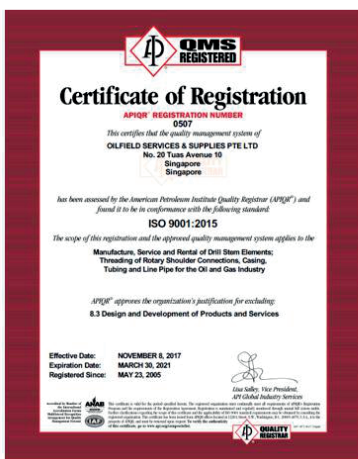 API
QMS
REGISTERED
Certificate of Registration
APIQR® REGISTRATION NUMBER
0507
This certifies that the quality management system of
OILFIELD SERVICES & SUPPLIES PTE LTD
No. 20 Tuas Avenue 10
Singapore
Singapore
has been assessed by the American Petroleum Institute Quality Registrar (APIQR®) and
found it to be in conformance with the following standard:
ISO 9001:2015
The scope of this registration and the approved quality management system applies to the
Manufacture, Service and Rental of Drill Stem Elements;
Threading of Rotary Shoulder Connections, Casing,
Tubing and Line Pipe for the Oil and Gas Industry
APIQR® approves the organization's justification for excluding:
8.3 Design and Development of Products and Services
Effective Date: NOVEMBER 8, 2017
Expiration Date: MARCH 30, 2021
Registered Since: MAY 23, 2005
Lisa Salley, Vice President,
API Global Industry Services
ANAB
IAF
API
QUALITY
REGISTRAR